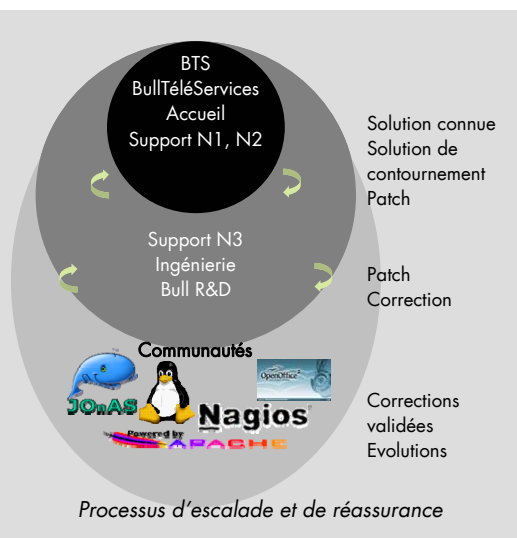 BTS
BullTéléServices
Accueil
Support N1, N2
Solution connue
Solution de
contournement
Patch
Support N3
Ingénierie
Bull R&D
Patch
Correction
Communautés
JOnAS
OpenOffice²
Nagios
Powered by
APACHE
Corrections
validées
Evolutions
Processus d'escalade et de réassurance